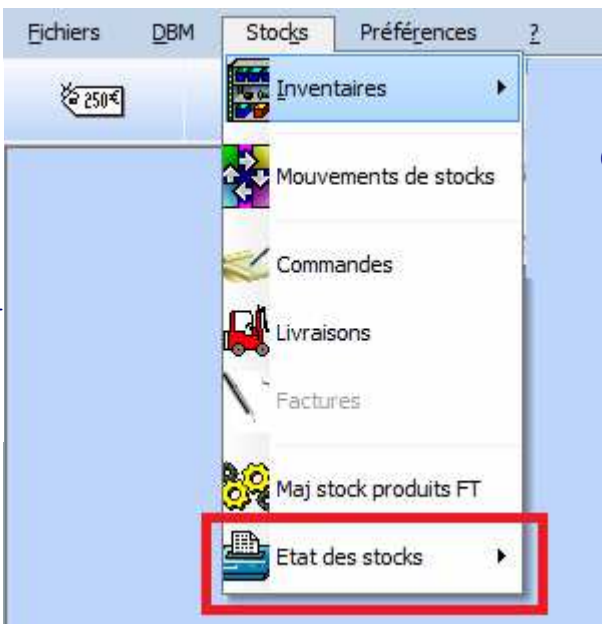 Fichiers DBM Stocks Préférences ?
250€
Inventaires
Mouvements de stocks
Commandes
Livraisons
Factures
Maj stock produits FT
Etat des stocks